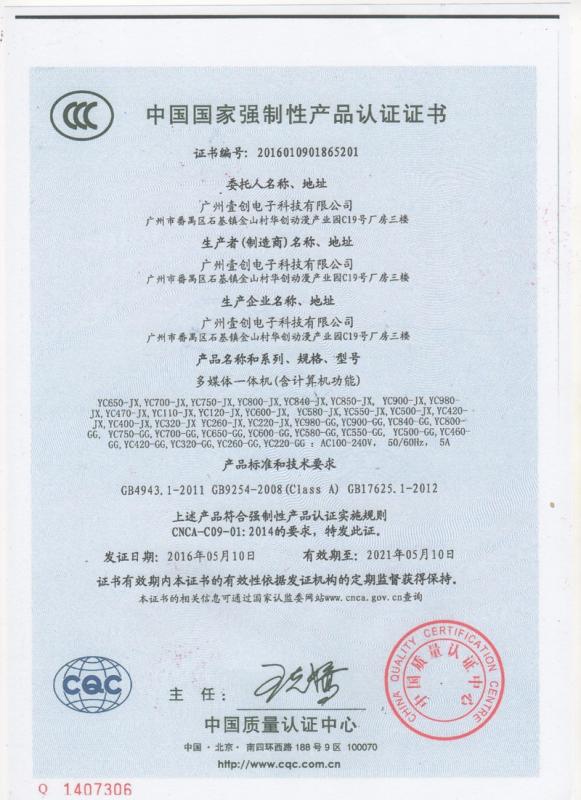 CCC
中国国家强制性产品认证证书
证书编号: 2016010901865201
委托人名称、地址
广州壹创电子科技有限公司
广州市番禺区石基镇金山村华创动漫产业园C19号厂房三楼
生产者(制造商)名称、地址
广州壹创电子科技有限公司
广州市番禺区石基镇金山村华创动漫产业园C19号厂房三楼
生产企业名称、地址
广州壹创电子科技有限公司
广州市番禺区石基镇金山村华创动漫产业园C19号厂房三楼
产品名称和系列、规格、型号
多媒体一体机(含计算机功能)
YC650-JX, YC700-JX, YC750-JX, YC800-JX, YC840-JX, YC850-JX, YC900-JX, YC980-
JX, YC470-JX, YC110-JX, YC120-JX, YC600-JX, YC580-JX, YC550-JX, YC500-JX, YC420-
JX, YC400-JX, YC320-JX YC260-JX, YC220-JX, YC980-GG, YC900-GG, YC840-GG, YC800-
GG, YC750-GG, YC700-GG, YC650-GG, YC600-GG, YC580-GG, YC550-GG, YC500-GG, YC460-
GG, YC420-GG, YC320-GG, YC260-GG, YC220-GG : AC100-240V, 50/60Hz, 5A
产品标准和技术要求
GB4943.1-2011 GB9254-2008(Class A) GB17625.1-2012
上述产品符合强制性产品认证实施规则
CNCA-C09-01:2014的要求,特发此证。
发证日期: 2016年05月10日 有效期至: 2021年05月10日
证书有效期内本证书的有效性依据发证机构的定期监督获得保持。
本证书的相关信息可通过国家认监委网站www.cnca.gov.cn查询
CHINA QUALITY CERTIFICATION CENTRE
中国质量认证中心
CQC
主 任:
中国质量认证中心
中国·北京·南四环西路188号9区 100070
http://www.cqc.com.cn
Q 1407306